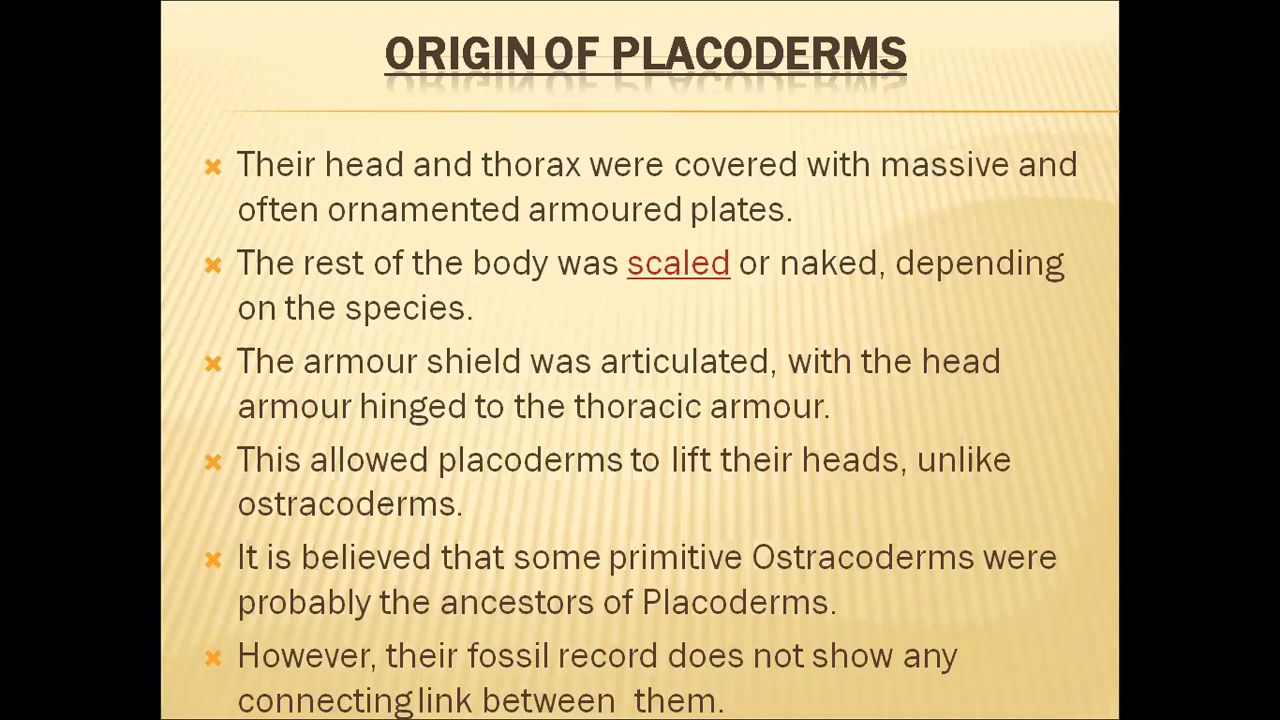 ORIGIN OF PLACODERMS
Their head and thorax were covered with massive and
often ornamented armoured plates.
The rest of the body was scaled or naked, depending
on the species.
The armour shield was articulated, with the head
armour hinged to the thoracic armour.
This allowed placoderms to lift their heads, unlike
ostracoderms.
It is believed that some primitive Ostracoderms were
probably the ancestors of Placoderms.
However, their fossil record does not show any
connecting link between them.